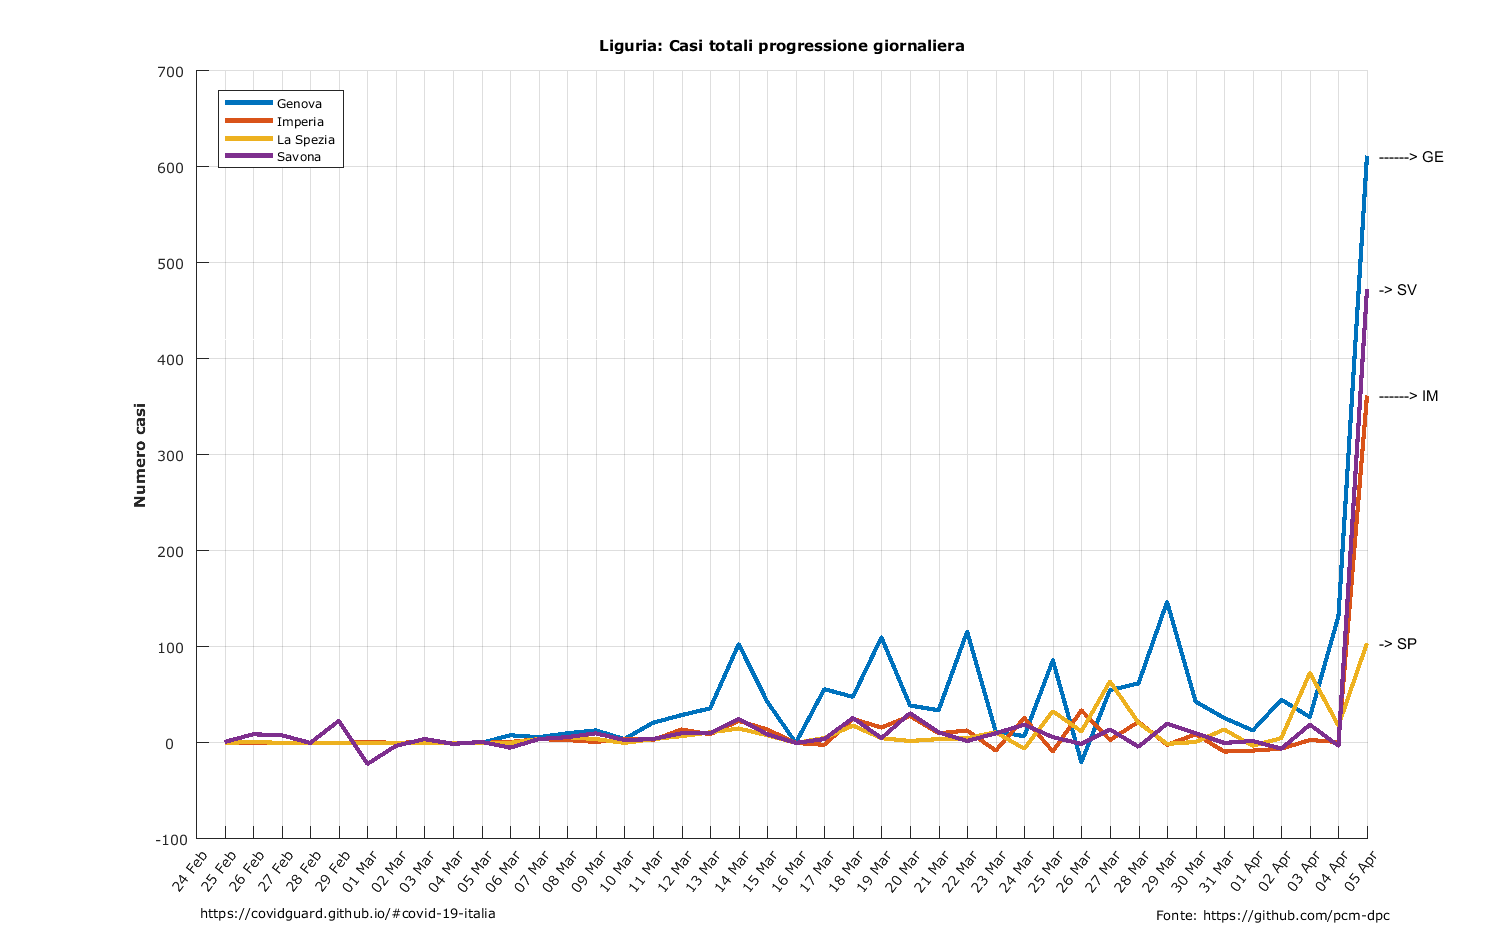 Liguria: Casi totali progressione giornaliera
700
600
500
400
300
200
100
0
-100
Numero casi
Genova
Imperia
La Spezia
Savona
------> GE
-> SV
------> IM
-> SP
24 Feb
25 Feb
26 Feb
27 Feb
28 Feb
29 Feb
01 Mar
02 Mar
03 Mar
04 Mar
05 Mar
06 Mar
07 Mar
08 Mar
09 Mar
10 Mar
11 Mar
12 Mar
13 Mar
14 Mar
15 Mar
16 Mar
17 Mar
18 Mar
19 Mar
20 Mar
21 Mar
22 Mar
23 Mar
24 Mar
25 Mar
26 Mar
27 Mar
28 Mar
29 Mar
30 Mar
31 Mar
01 Apr
02 Apr
03 Apr
04 Apr
05 Apr
https://covidguard.github.io/#covid-19-italia
Fonte: https://github.com/pcm-dpc